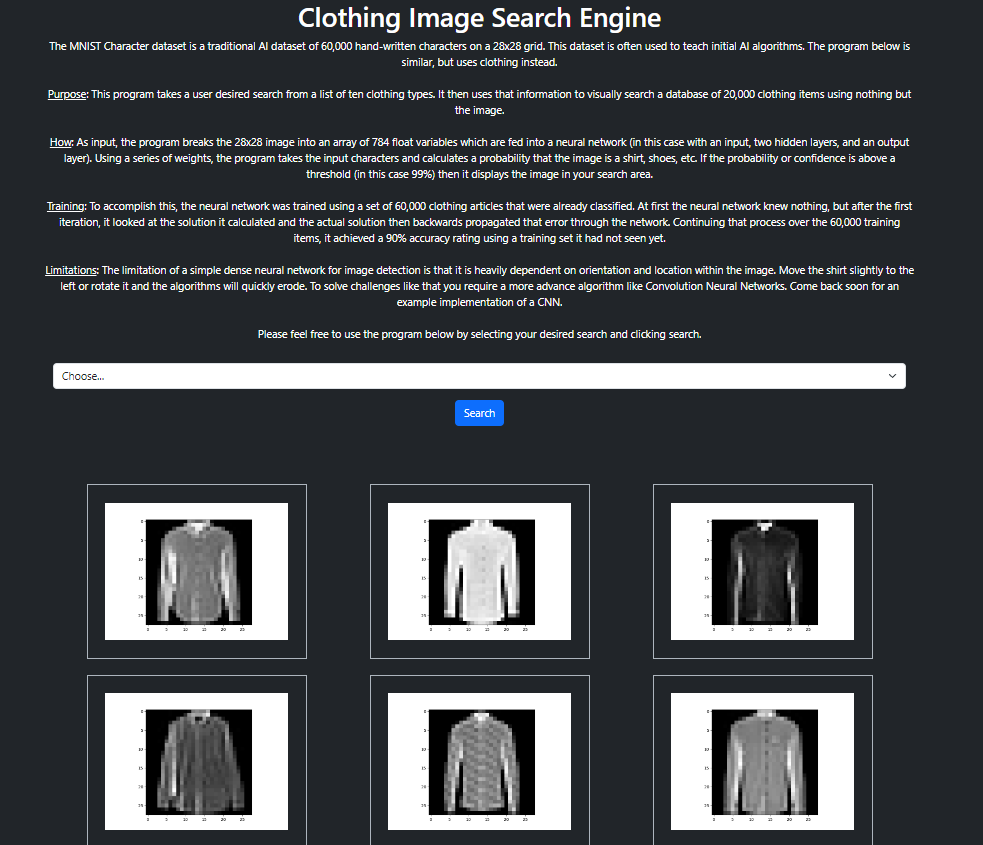 Clothing Image Search Engine
The MNIST Character dataset is a traditional AI dataset of 60,000 hand-written characters on a 28x28 grid. This dataset is often used to teach initial AI algorithms. The program below is
similar, but uses clothing instead.
Purpose: This program takes a user desired search from a list of ten clothing types. It then uses that information to visually search a database of 20,000 clothing items using nothing but
the image.
How: As input, the program breaks the 28x28 image into an array of 784 float variables which are fed into a neural network (in this case with an input, two hidden layers, and an output
layer). Using a series of weights, the program takes the input characters and calculates a probability that the image is a shirt, shoes, etc. If the probability or confidence is above a
threshold (in this case 99%) then it displays the image in your search area.
Training: To accomplish this, the neural network was trained using a set of 60,000 clothing articles that were already classified. At first the neural network knew nothing, but after the first
iteration, it looked at the solution it calculated and the actual solution then backwards propagated that error through the network. Continuing that process over the 60,000 training
items, it achieved a 90% accuracy rating using a training set it had not seen yet.
Limitations: The limitation of a simple dense neural network for image detection is that it is heavily dependent on orientation and location within the image. Move the shirt slightly to the
left or rotate it and the algorithms will quickly erode. To solve challenges like that you require a more advance algorithm like Convolution Neural Networks. Come back soon for an
example implementation of a CNN.
Please feel free to use the program below by selecting your desired search and clicking search.
Choose...
Search